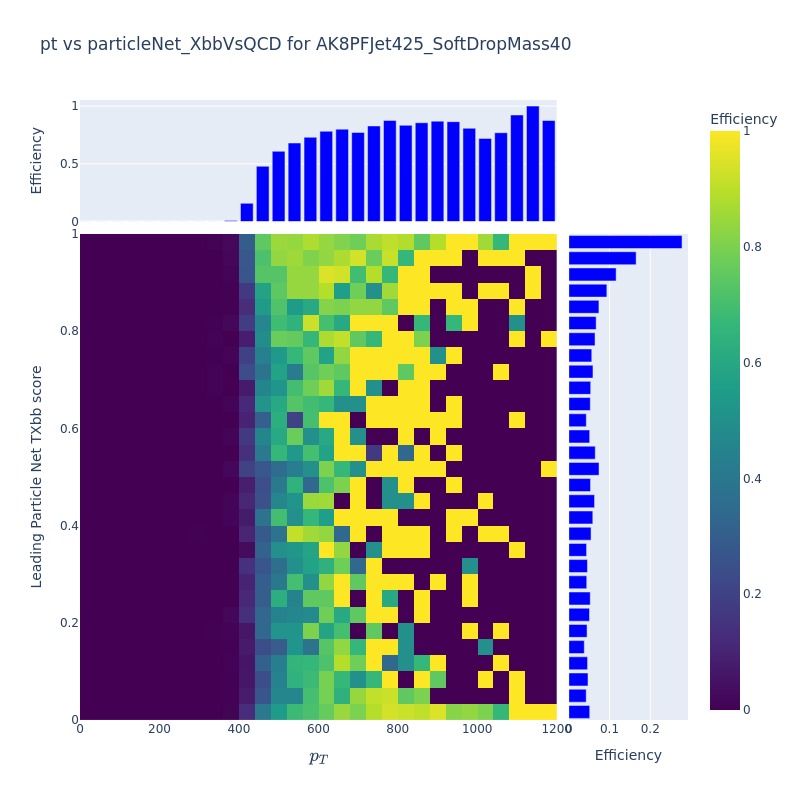 pt vs particleNet_XbbVsQCD for AK8PFJet425_SoftDropMass40
Efficiency
1
0.5
0
Leading Particle Net TXbb score
1
0.8
0.6
0.4
0.2
0
0 200 400 600 800 1000 1200
p_T
0 0.1 0.2
Efficiency
Efficiency
1
0.8
0.6
0.4
0.2
0